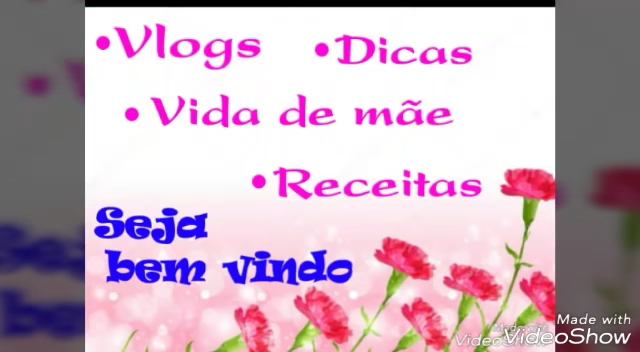 •Vlogs •Dicas
•Vida de mãe
•Receitas
Seja
bem vindo
Made with
VideoShow